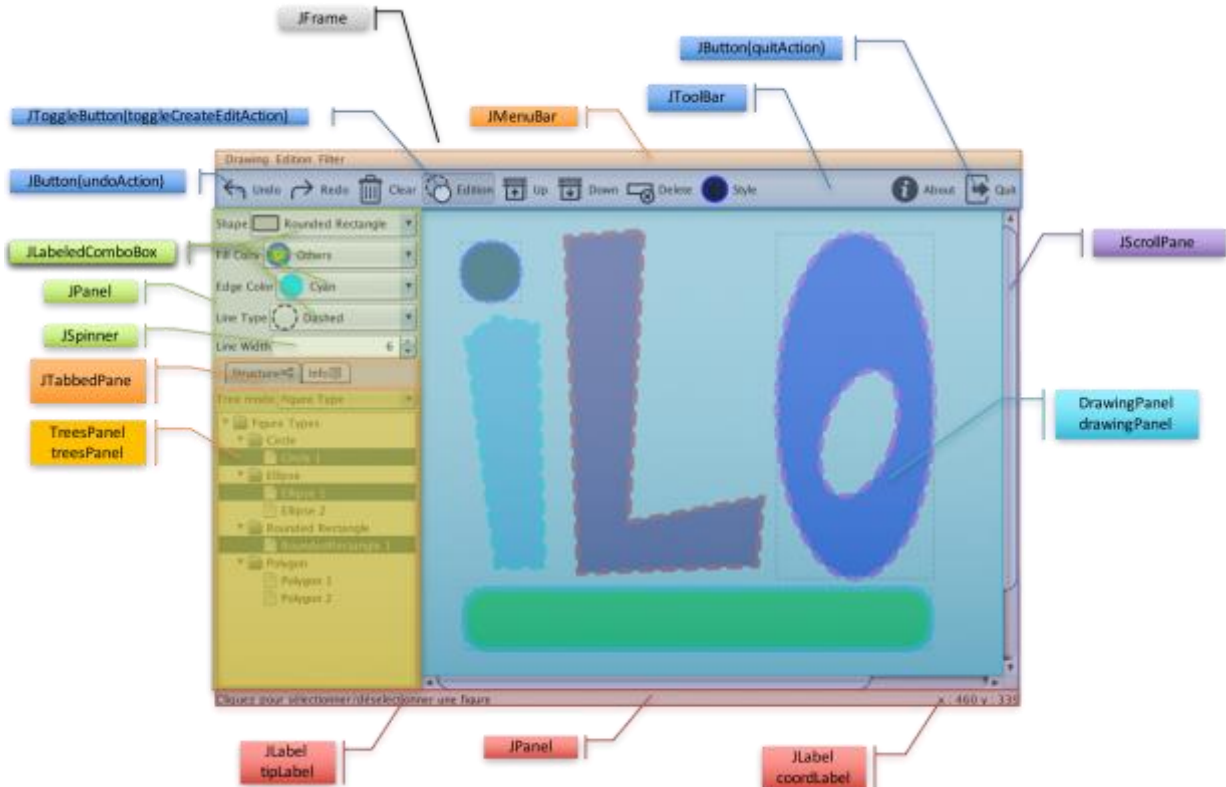 JFrame
JButton(quitAction)
JToolBar
JToggleButton(toggleCreateEditAction)
JMenuBar
JButton(undoAction)
Drawing Edition Filter
Undo Redo Clear Edition Up Down Delete Style About Quit
Shape Rounded Rectangle
JLabeledComboBox
Fill Color Others
JScrollPane
JPanel
Edge Color Cyan
Line Type Dashed
JSpinner
Line Width 6
JTabbedPane
Structure Info
Tree mode Figure Type
DrawingPanel
drawingPanel
TreesPanel
treesPanel
Figure Types
Circle
Circle 1
Ellipse
Ellipse 1
Ellipse 2
Rounded Rectangle
RoundedRectangle 1
Polygon
Polygon 1
Polygon 2
Cliquez pour sélectionner/déselectionner une figure
x : 460 y : 339
JLabel
tipLabel
JPanel
JLabel
coordLabel